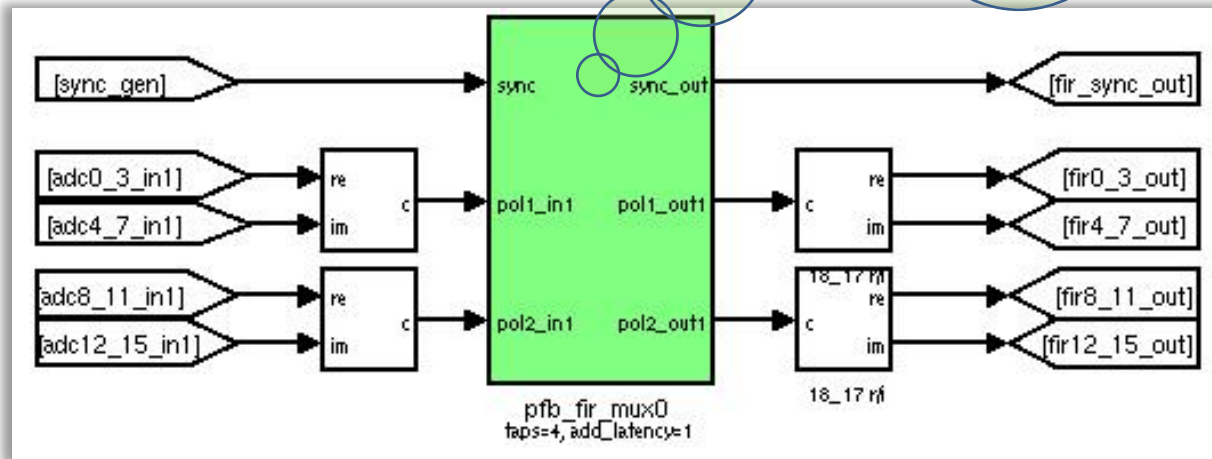 [sync_gen]
sync
sync_out
[fir_sync_out]
[adc0_3_in1]
re
re
[fir0_3_out]
c
pol1_in1
pol1_out1
c
[adc4_7_in1]
im
im
[fir4_7_out]
18_17 r/i
[adc8_11_in1]
re
re
[fir8_11_out]
c
pol2_in1
pol2_out1
c
[adc12_15_in1]
im
im
[fir12_15_out]
18_17 r/i
pfb_fir_mux0
taps=4, add_latency=1